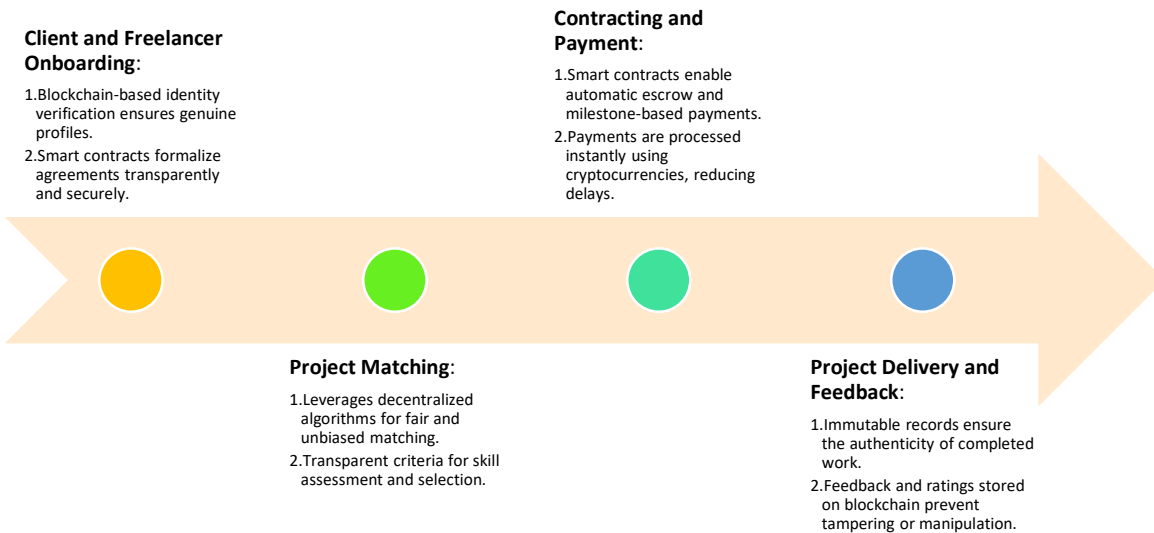 Client and Freelancer
Onboarding:
1.Blockchain-based identity
verification ensures genuine
profiles.
2.Smart contracts formalize
agreements transparently
and securely.
Project Matching:
1.Leverages decentralized
algorithms for fair and
unbiased matching.
2.Transparent criteria for skill
assessment and selection.
Contracting and
Payment:
1.Smart contracts enable
automatic escrow and
milestone-based payments.
2.Payments are processed
instantly using
cryptocurrencies, reducing
delays.
Project Delivery and
Feedback:
1.Immutable records ensure
the authenticity of completed
work.
2.Feedback and ratings stored
on blockchain prevent
tampering or manipulation.